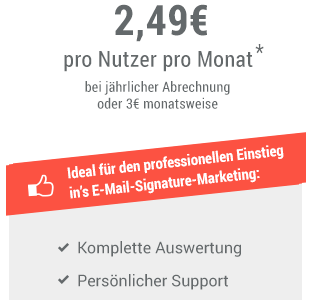 2,49€
pro Nutzer pro Monat*
bei jährlicher Abrechnung
oder 3€ monatsweise
Ideal für den professionellen Einstieg
in's E-Mail-Signature-Marketing:
Komplette Auswertung
Persönlicher Support